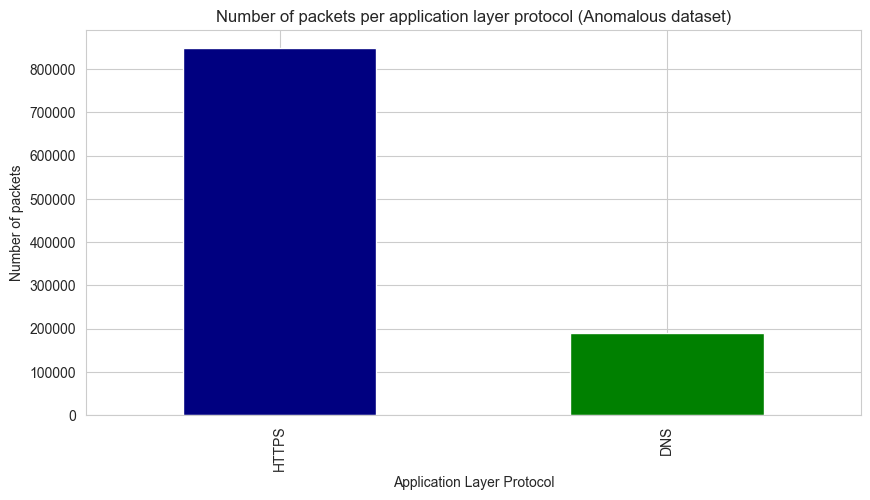 Number of packets per application layer protocol (Anomalous dataset)
Number of packets
800000
700000
600000
500000
400000
300000
200000
100000
0
HTTPS
DNS
Application Layer Protocol